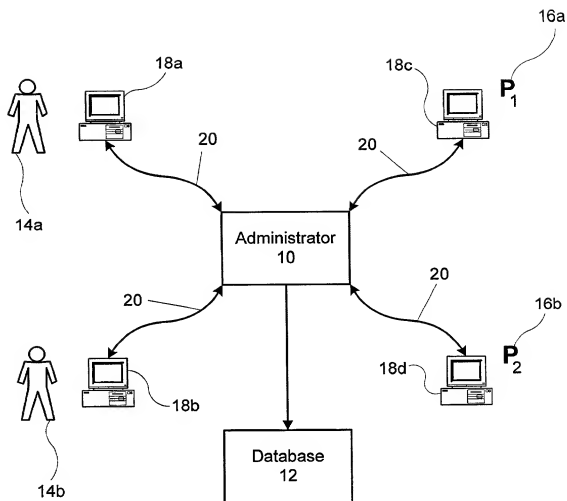 16a
18a
18c
P1
20
20
14a
Administrator
10
20
20
16b
P2
18b
18d
14b
Database
12